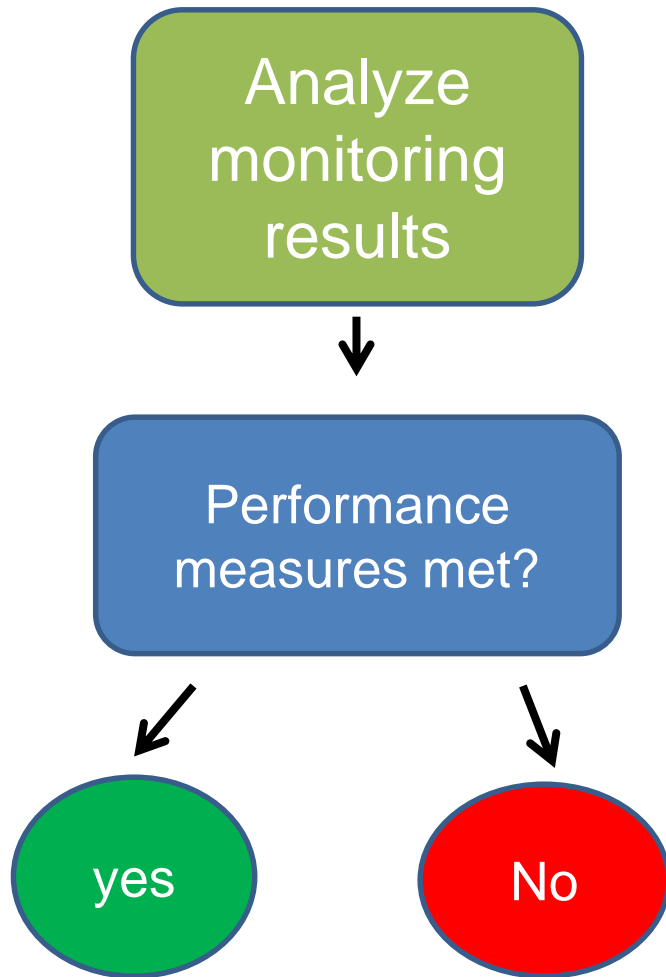 Analyze
monitoring
results
Performance
measures met?
yes
No